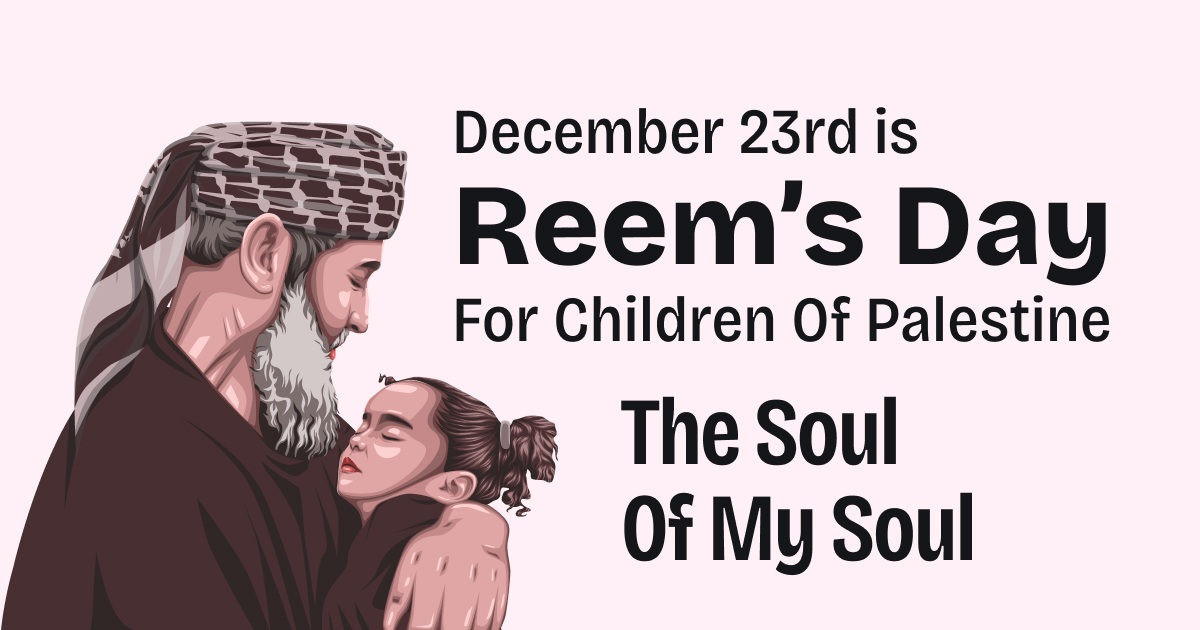 December 23rd is
Reem’s Day
For Children Of Palestine
The Soul
Of My Soul